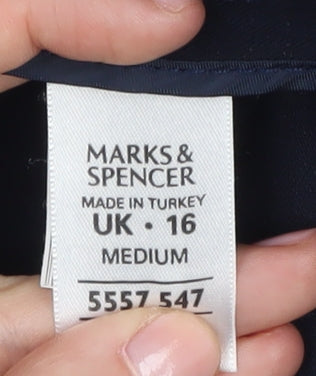 MARKS &
SPENCER
MADE IN TURKEY
UK • 16
MEDIUM
5557 547